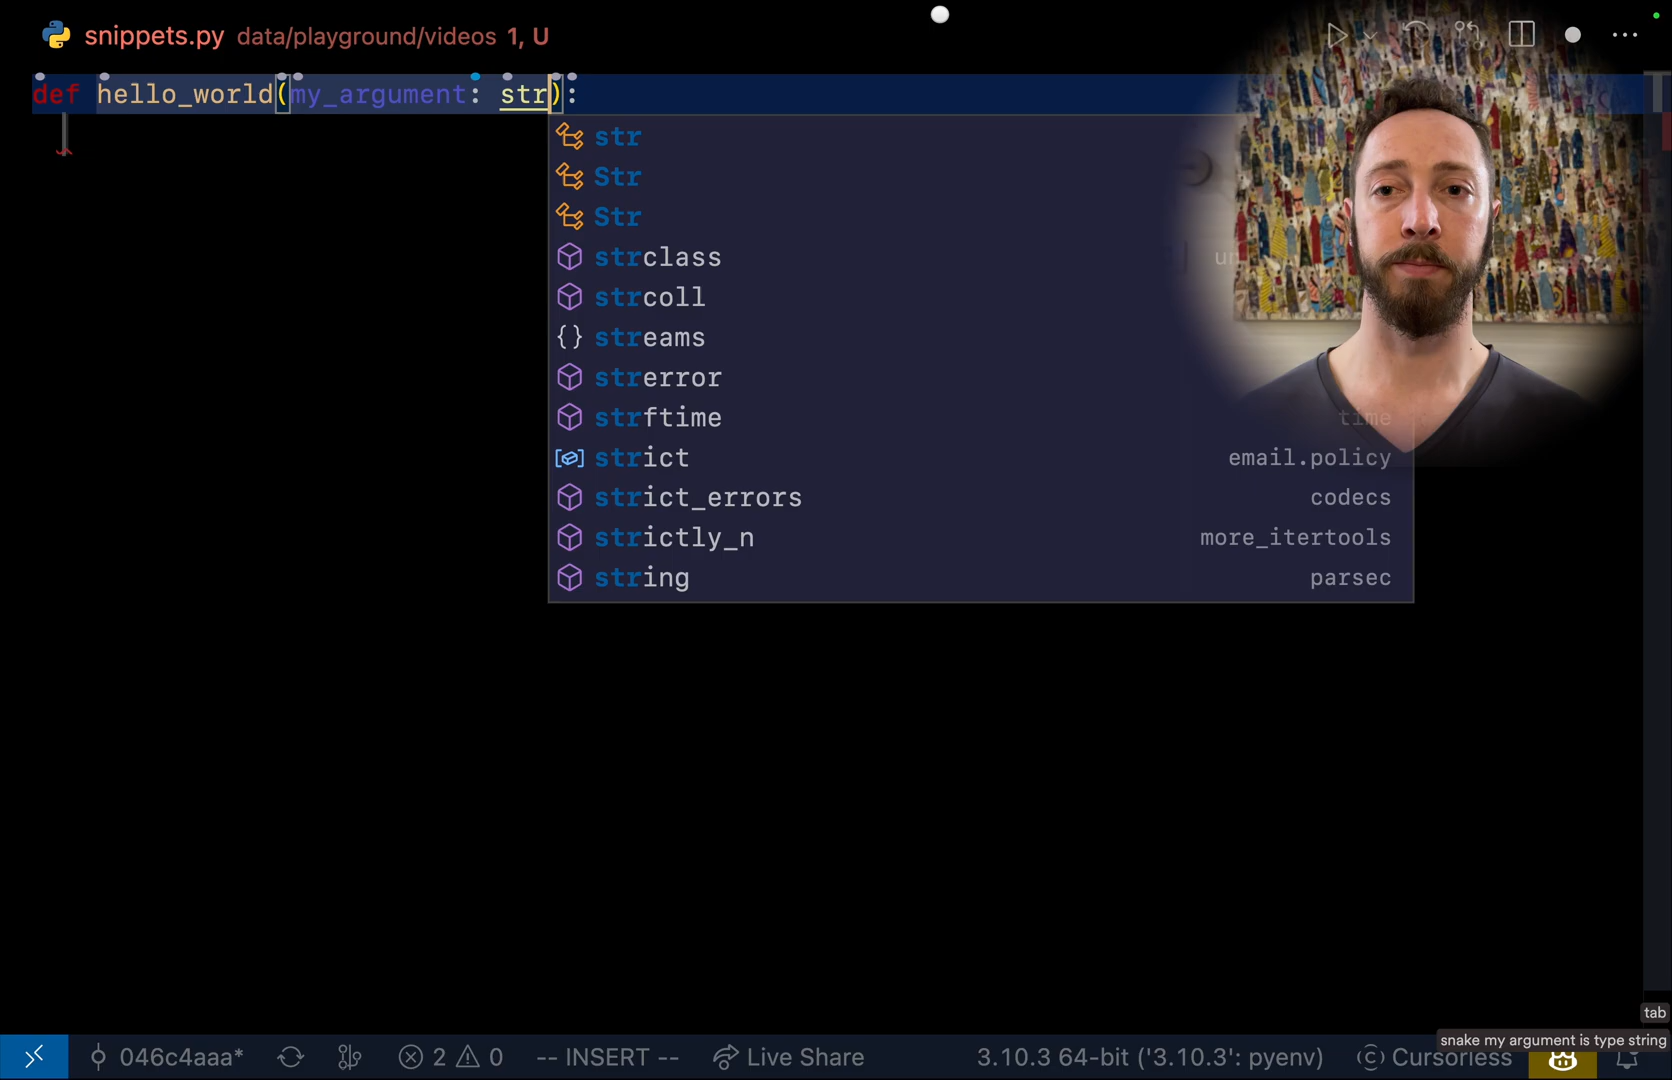 snippets.py data/playground/videos 1, U
def hello_world(my_argument: str):
str
Str
Str
strclass
strcoll
streams
strerror
strftime time
strict email.policy
strict_errors codecs
strictly_n more_itertools
string parsec
tab
snake my argument is type string
046c4aaa* 2 0 -- INSERT -- Live Share 3.10.3 64-bit ('3.10.3': pyenv) Cursorless